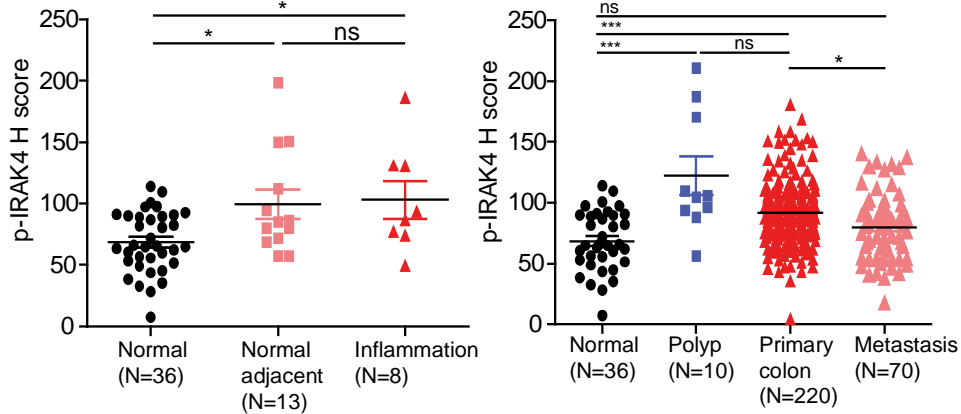 *
* ns
p-IRAK4 H score
250
200
150
100
50
0
Normal
(N=36)
Normal
adjacent
(N=13)
Inflammation
(N=8)
ns
***
*** ns
*
p-IRAK4 H score
250
200
150
100
50
0
Normal
(N=36)
Polyp
(N=10)
Primary
colon
(N=220)
Metastasis
(N=70)